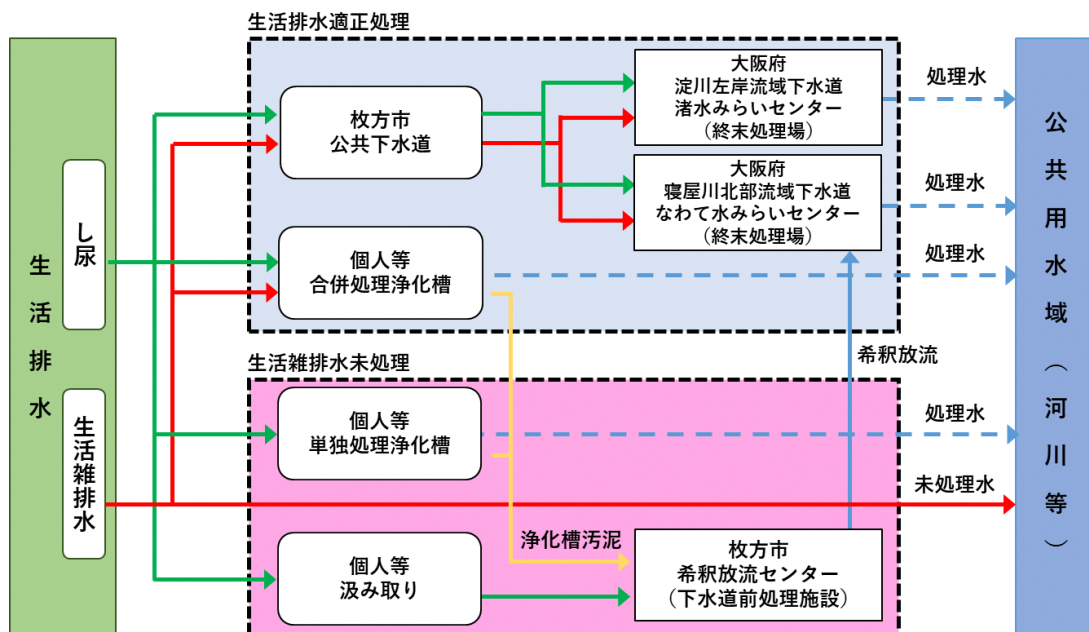 生活排水適正処理
生活排水
し尿
生活雑排水
枚方市
公共下水道
大阪府
淀川左岸流域下水道
渚水みらいセンター
（終末処理場）
大阪府
寝屋川北部流域下水道
なわて水みらいセンター
（終末処理場）
個人等
合併処理浄化槽
処理水
処理水
処理水
希釈放流
生活雑排水未処理
個人等
単独処理浄化槽
処理水
未処理水
浄化槽汚泥
個人等
汲み取り
枚方市
希釈放流センター
（下水道前処理施設）
公共用水域（河川等）